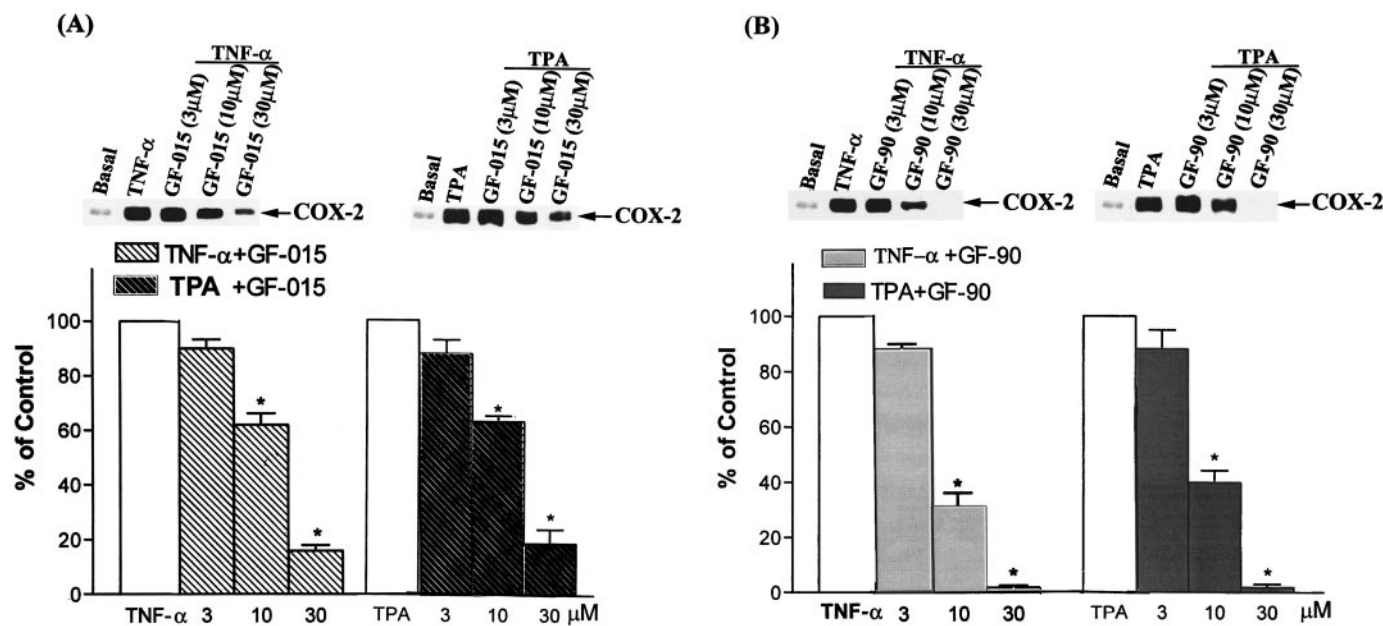 (A)
TNF-α
Basal
TNF-α
GF-015 (3μM)
GF-015 (10μM)
GF-015 (30μM)
COX-2
TPA
Basal
TPA
GF-015 (3μM)
GF-015 (10μM)
GF-015 (30μM)
COX-2
TNF-α+GF-015
TPA +GF-015
% of Control
100
80
60
40
20
0
*
*
*
*
TNF-α 3 10 30 TPA 3 10 30 μM
(B)
TNF-α
Basal
TNF-α
GF-90 (3μM)
GF-90 (10μM)
GF-90 (30μM)
COX-2
TPA
Basal
TPA
GF-90 (3μM)
GF-90 (10μM)
GF-90 (30μM)
COX-2
TNF-α +GF-90
TPA+GF-90
% of Control
100
80
60
40
20
0
*
*
*
*
TNF-α 3 10 30 TPA 3 10 30 μM